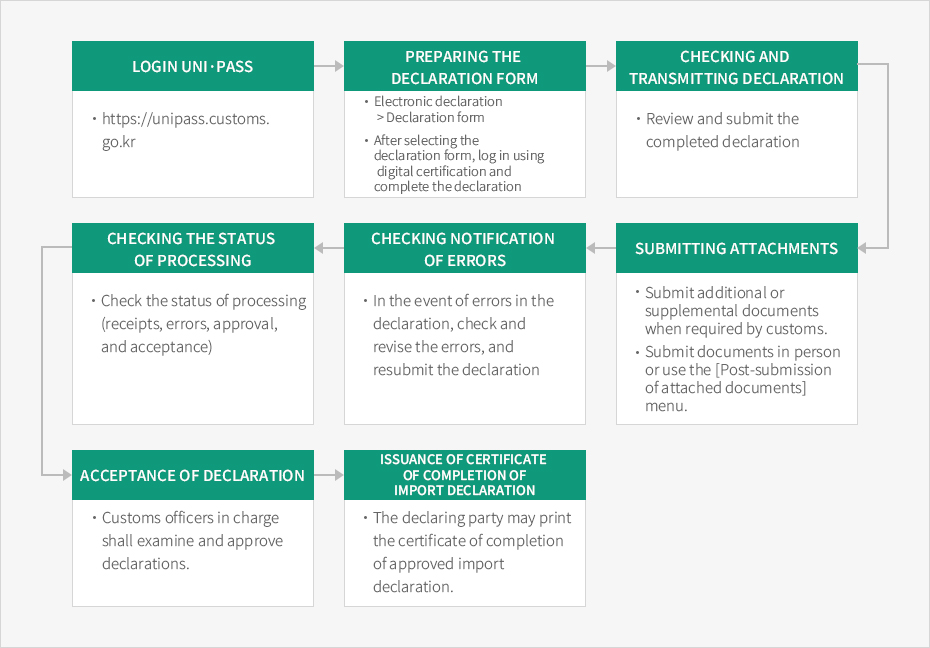 LOGIN UNI·PASS
• https://unipass.customs.
go.kr
PREPARING THE
DECLARATION FORM
• Electronic declaration
> Declaration form
• After selecting the
declaration form, log in using
digital certification and
complete the declaration
CHECKING AND
TRANSMITTING DECLARATION
• Review and submit the
completed declaration
SUBMITTING ATTACHMENTS
• Submit additional or
supplemental documents
when required by customs.
• Submit documents in person
or use the [Post-submission
of attached documents]
menu.
CHECKING NOTIFICATION
OF ERRORS
• In the event of errors in the
declaration, check and
revise the errors, and
resubmit the declaration
CHECKING THE STATUS
OF PROCESSING
• Check the status of processing
(receipts, errors, approval,
and acceptance)
ACCEPTANCE OF DECLARATION
• Customs officers in charge
shall examine and approve
declarations.
ISSUANCE OF CERTIFICATE
OF COMPLETION OF
IMPORT DECLARATION
• The declaring party may print
the certificate of completion
of approved import
declaration.